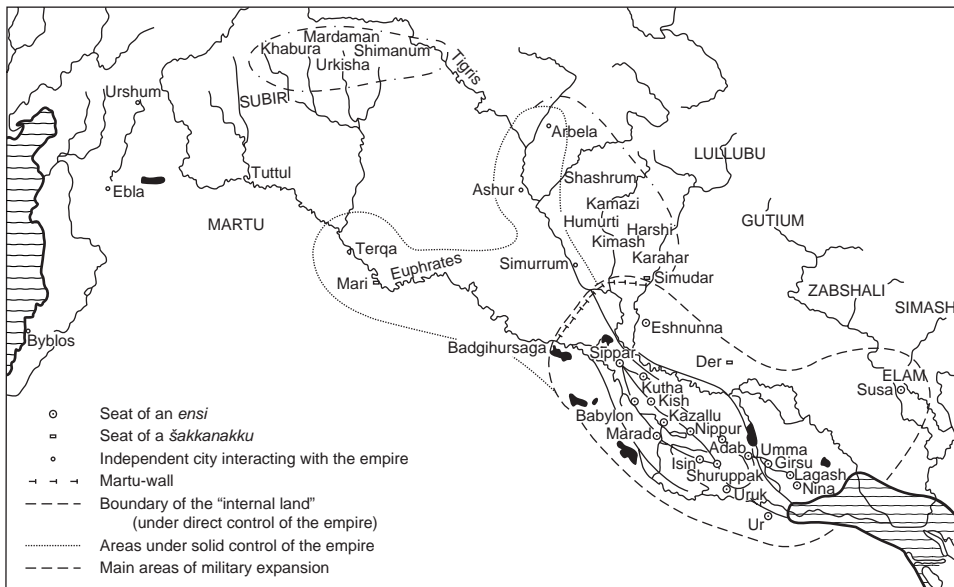 Mardaman
Khabura
Shimanum
Urkisha
Tigris
Urshum
SUBIR
Arbela
LULLUBU
Tuttul
Ebla
Shashrum
Ashur
Kamazi
MARTU
Humurti
Harshi
GUTIUM
Kimash
Terqa
Karahar
Euphrates
Simurrum
Simudar
Mari
ZABSHALI
SIMASH
Eshnunna
Byblos
Badgihursaga
Sippar
Der
ELAM
Susa
Kutha
Kish
Babylon
Kazallu
Marad
Nippur
Adab
Umma
Isin
Girsu
Shuruppak
Lagash
Uruk
Nina
Ur
Seat of an ensi
Seat of a šakkanakku
Independent city interacting with the empire
Martu-wall
Boundary of the “internal land”
(under direct control of the empire)
Areas under solid control of the empire
Main areas of military expansion